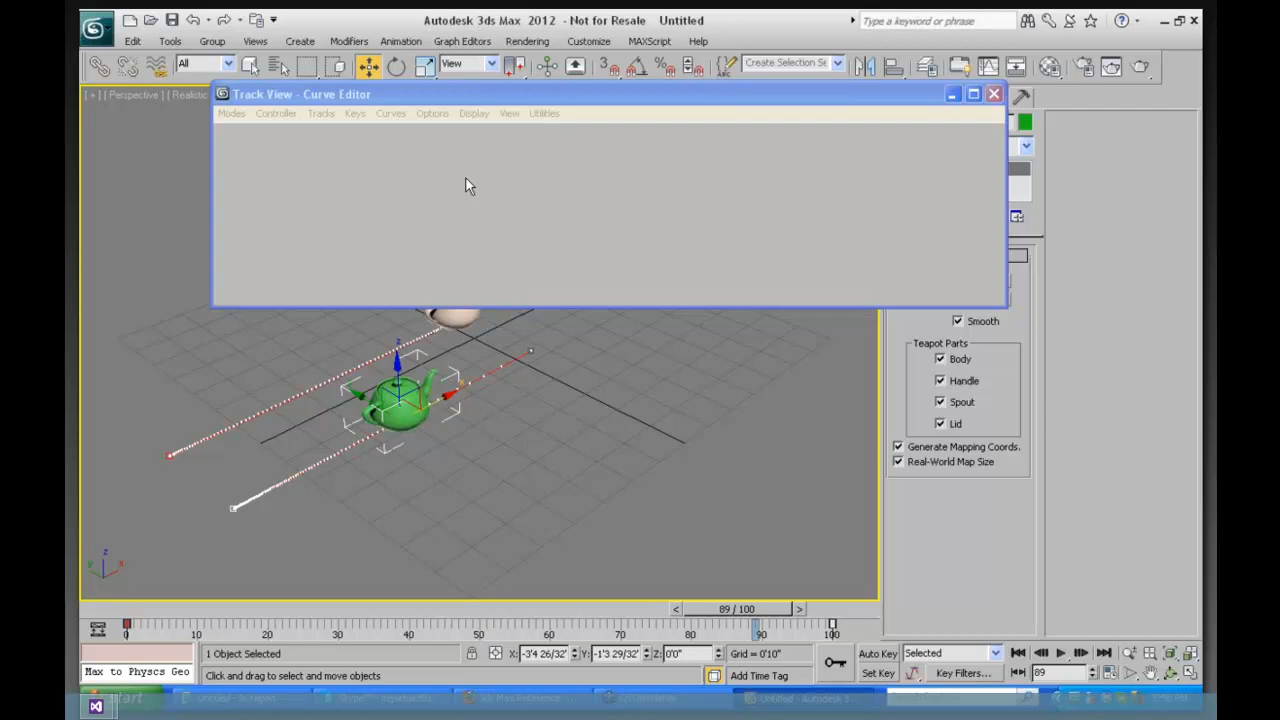 Autodesk 3ds Max 2012 - Not for Resale Untitled
Type a keyword or phrase
Edit Tools Group Views Create Modifiers Animation Graph Editors Rendering Customize MAXScript Help
All View Create Selection Se
[ + ] [ Perspective ] [ Realistic
Track View - Curve Editor
Modes Controller Tracks Keys Curves Options Display View Utilities
Smooth
Teapot Parts
Body
Handle
Spout
Lid
Generate Mapping Coords.
Real-World Map Size
z
x
z
y x
< 89 / 100 >
0 10 20 30 40 50 60 70 80 90 100
1 Object Selected X: -3'4 26/32' Y: -1'3 29/32' Z: 0'0" Grid = 0'10" Auto Key Selected
Max to Physcs Geo Click and drag to select and move objects Add Time Tag Set Key Key Filters... 89
start